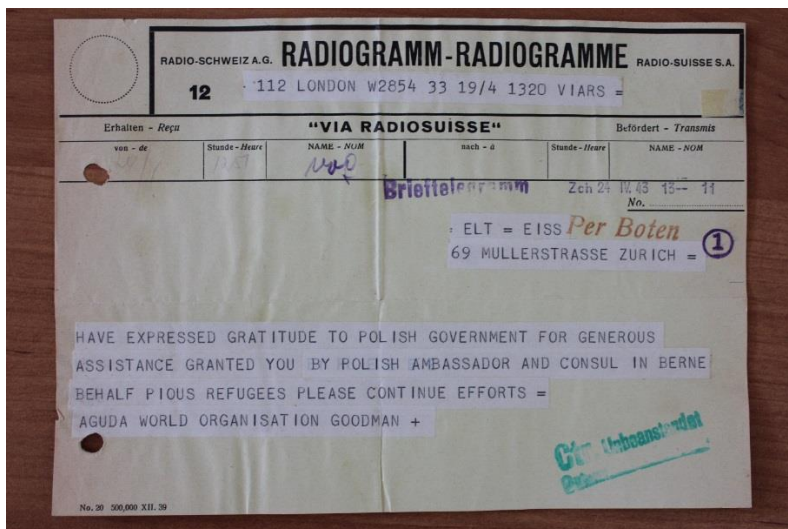 RADIO-SCHWEIZ A.G. RADIOGRAMM-RADIOGRAMME RADIO-SUISSE S.A.
12
112 LONDON W2854 33 19/4 1320 VIARS =
Erhalten - Reçu "VIA RADIOSUISSE" Befördert - Transmis
von - de Stunde - Heure NAME - NOM nach - à Stunde - Heure NAME - NOM
Brieftelegramm Zch 24 IV. 43 13-- 11
No.
ELT = EISS Per Boten
69 MULLERSTRASSE ZURICH = 1
HAVE EXPRESSED GRATITUDE TO POLISH GOVERNMENT FOR GENEROUS
ASSISTANCE GRANTED YOU BY POLISH AMBASSADOR AND CONSUL IN BERNE
BEHALF PIOUS REFUGEES PLEASE CONTINUE EFFORTS =
AGUDA WORLD ORGANISATION GOODMAN +
Unbeanstandet
No. 20 500,000 XII. 39